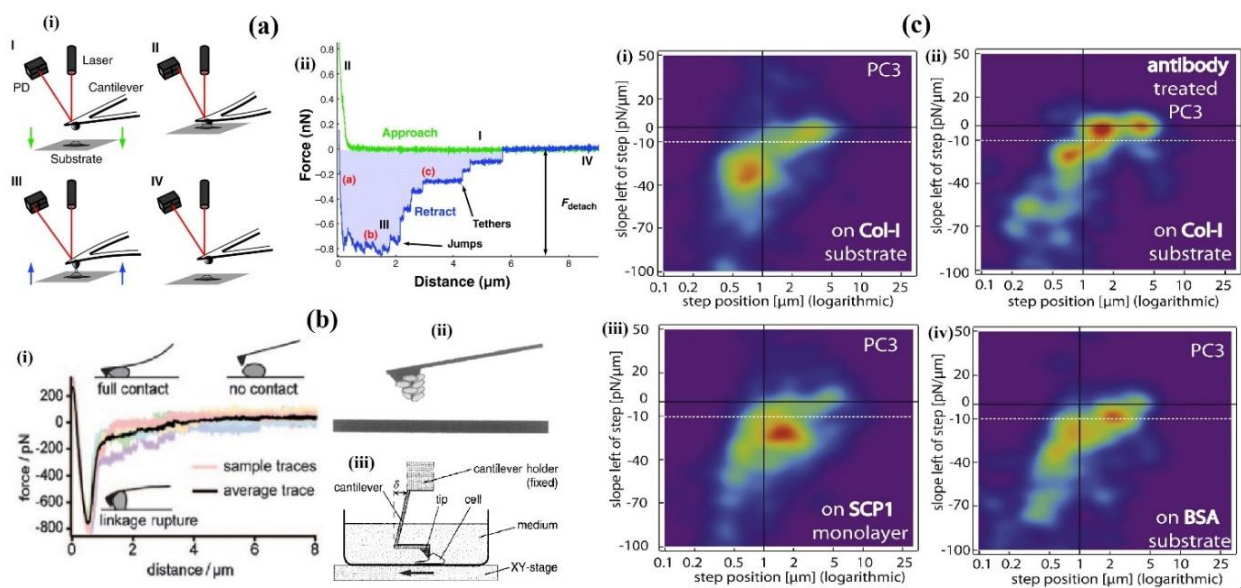 (a)
(i)
I
II
PD
Laser
Cantilever
Substrate
III
IV
(ii)
Force (nN)
0.8
0.6
0.4
0.2
0
-0.2
-0.4
-0.6
-0.8
II
Approach
I
(a)
(c)
IV
Retract
F detach
III
(b)
Tethers
Jumps
0 2 4 6 8
Distance (µm)
(b)
(i)
full contact
no contact
force / pN
200
0
-200
-400
-600
-800
sample traces
average trace
linkage rupture
0 2 4 6 8
distance / µm
(ii)
(iii)
δ
cantilever holder
(fixed)
cantilever
tip
cell
medium
XY-stage
(c)
(i)
PC3
slope left of step [pN/µm]
50
0
-10
-40
-70
-100
on Col-I
substrate
0.1 0.2 0.5 1 2 5 10 25
step position [µm] (logarithmic)
(ii)
antibody
treated
PC3
slope left of step [pN/µm]
50
0
-10
-40
-70
-100
on Col-I
substrate
0.1 0.2 0.5 1 2 5 10 25
step position [µm] (logarithmic)
(iii)
PC3
slope left of step [pN/µm]
50
0
-10
-40
-70
-100
on SCP1
monolayer
0.1 0.2 0.5 1 2 5 10 25
step position [µm] (logarithmic)
(iv)
PC3
slope left of step [pN/µm]
50
0
-10
-40
-70
-100
on BSA
substrate
0.1 0.2 0.5 1 2 5 10 25
step position [µm] (logarithmic)